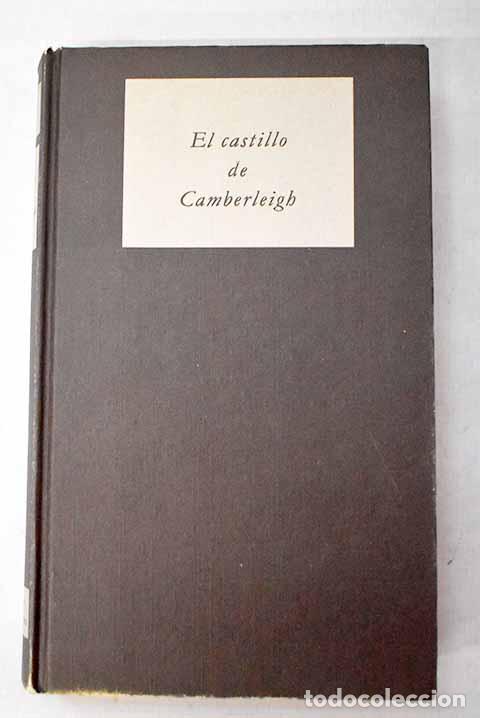 El castillo
de
Camberleigh
todocoleccion